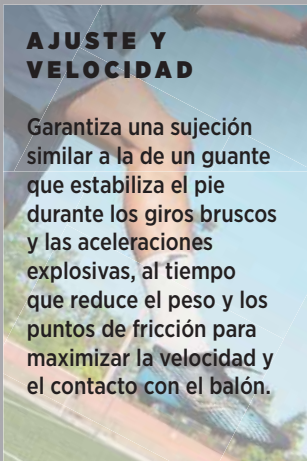 AJUSTE Y
VELOCIDAD
Garantiza una sujeción
similar a la de un guante
que estabiliza el pie
durante los giros bruscos
y las aceleraciones
explosivas, al tiempo
que reduce el peso y los
puntos de fricción para
maximizar la velocidad y
el contacto con el balón.